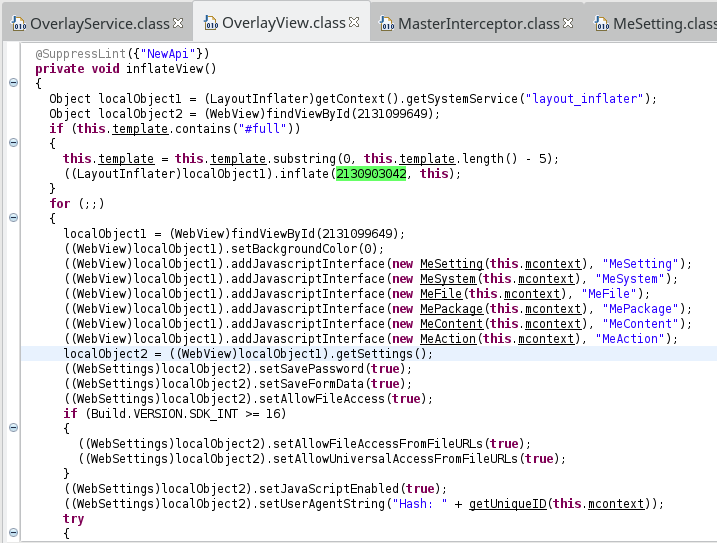 OverlayService.class OverlayView.class MasterInterceptor.class MeSetting.class
@SuppressLint({"NewApi"})
private void inflateView()
{
Object localObject1 = (LayoutInflater)getContext().getSystemService("layout_inflater");
Object localObject2 = (WebView)findViewById(2131099649);
if (this.template.contains("#full"))
{
this.template = this.template.substring(0, this.template.length() - 5);
((LayoutInflater)localObject1).inflate(2130903042, this);
}
for (;;)
{
localObject1 = (WebView)findViewById(2131099649);
((WebView)localObject1).setBackgroundColor(0);
((WebView)localObject1).addJavascriptInterface(new MeSetting(this.mcontext), "MeSetting");
((WebView)localObject1).addJavascriptInterface(new MeSystem(this.mcontext), "MeSystem");
((WebView)localObject1).addJavascriptInterface(new MeFile(this.mcontext), "MeFile");
((WebView)localObject1).addJavascriptInterface(new MePackage(this.mcontext), "MePackage");
((WebView)localObject1).addJavascriptInterface(new MeContent(this.mcontext), "MeContent");
((WebView)localObject1).addJavascriptInterface(new MeAction(this.mcontext), "MeAction");
localObject2 = ((WebView)localObject1).getSettings();
((WebSettings)localObject2).setSavePassword(true);
((WebSettings)localObject2).setSaveFormData(true);
((WebSettings)localObject2).setAllowFileAccess(true);
if (Build.VERSION.SDK_INT >= 16)
{
((WebSettings)localObject2).setAllowFileAccessFromFileURLs(true);
((WebSettings)localObject2).setAllowUniversalAccessFromFileURLs(true);
}
((WebSettings)localObject2).setJavaScriptEnabled(true);
((WebSettings)localObject2).setUserAgentString("Hash: " + getUniqueID(this.mcontext));
try
{